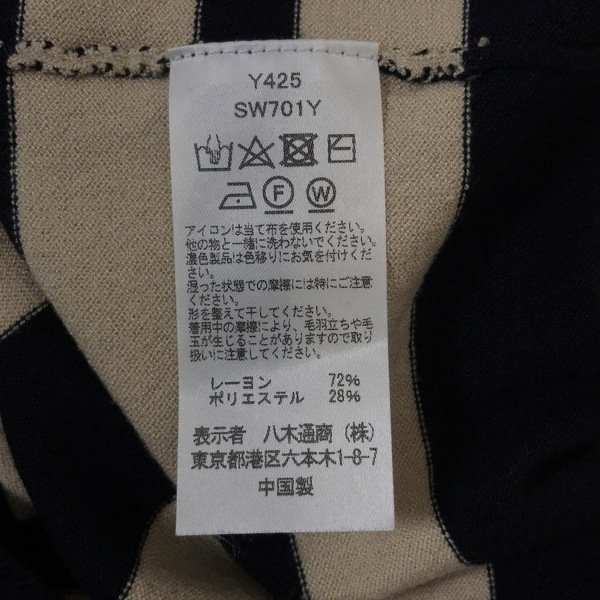 Y425
SW701Y
F W
アイロンは当て布を使用ください。
他の物と一緒に洗わないでください。
濃色製品は色移りにお気を付けくだ
さい。
湿った状態での摩擦には特にご注意
ください。
形を整えて干してください。
着用中の摩擦により、毛羽立ちや毛
玉が生じることがありますので取り
扱いに注意してください。
レーヨン 72%
ポリエステル 28%
表示者 八木通商（株）
東京都港区六本木1-8-7
中国製